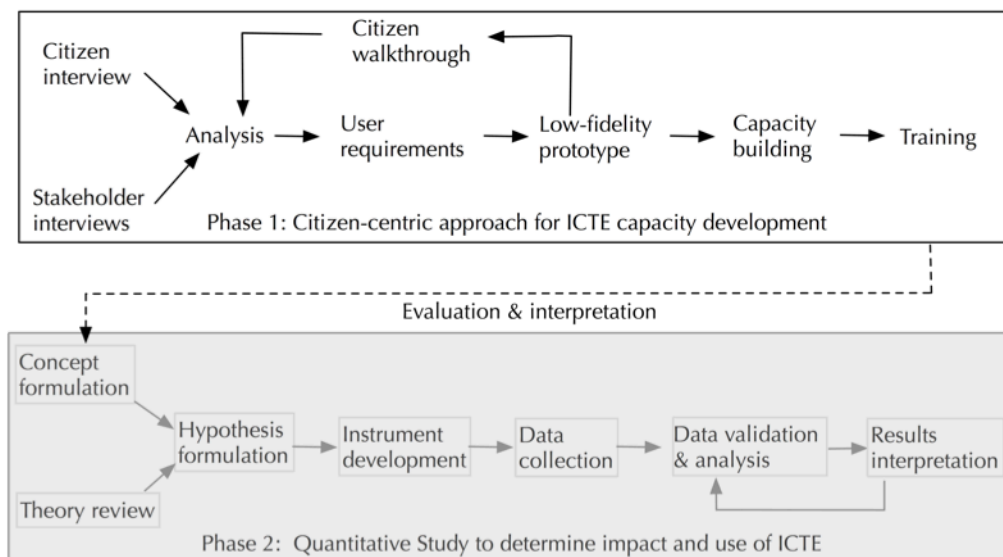 Citizen
walkthrough
Citizen
interview
Analysis
User
requirements
Low-fidelity
prototype
Capacity
building
Training
Stakeholder
interviews
Phase 1: Citizen-centric approach for ICTE capacity development
Evaluation & interpretation
Concept
formulation
Hypothesis
formulation
Instrument
development
Data
collection
Data validation
& analysis
Results
interpretation
Theory review
Phase 2: Quantitative Study to determine impact and use of ICTE